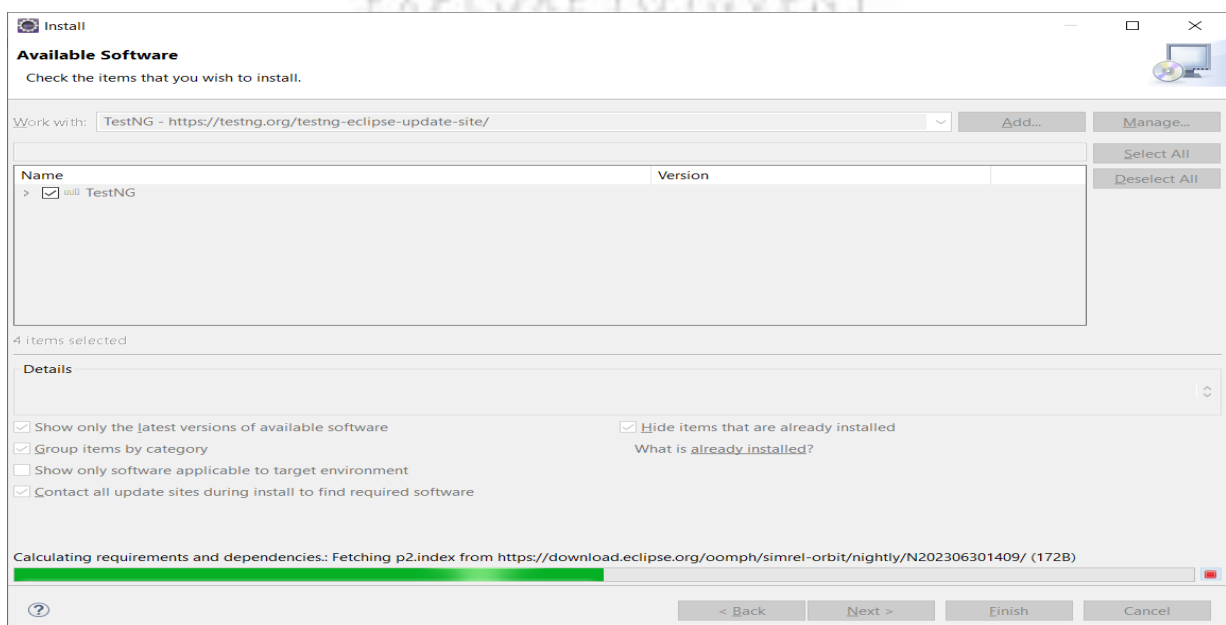 Install
Available Software
Check the items that you wish to install.
Work with: TestNG - https://testng.org/testng-eclipse-update-site/ Add... Manage...
Select All
Name Version
Deselect All
> TestNG
4 items selected
Details
Show only the latest versions of available software Hide items that are already installed
Group items by category What is already installed?
Show only software applicable to target environment
Contact all update sites during install to find required software
Calculating requirements and dependencies.: Fetching p2.index from https://download.eclipse.org/oomph/simrel-orbit/nightly/N202306301409/ (172B)
? < Back Next > Finish Cancel